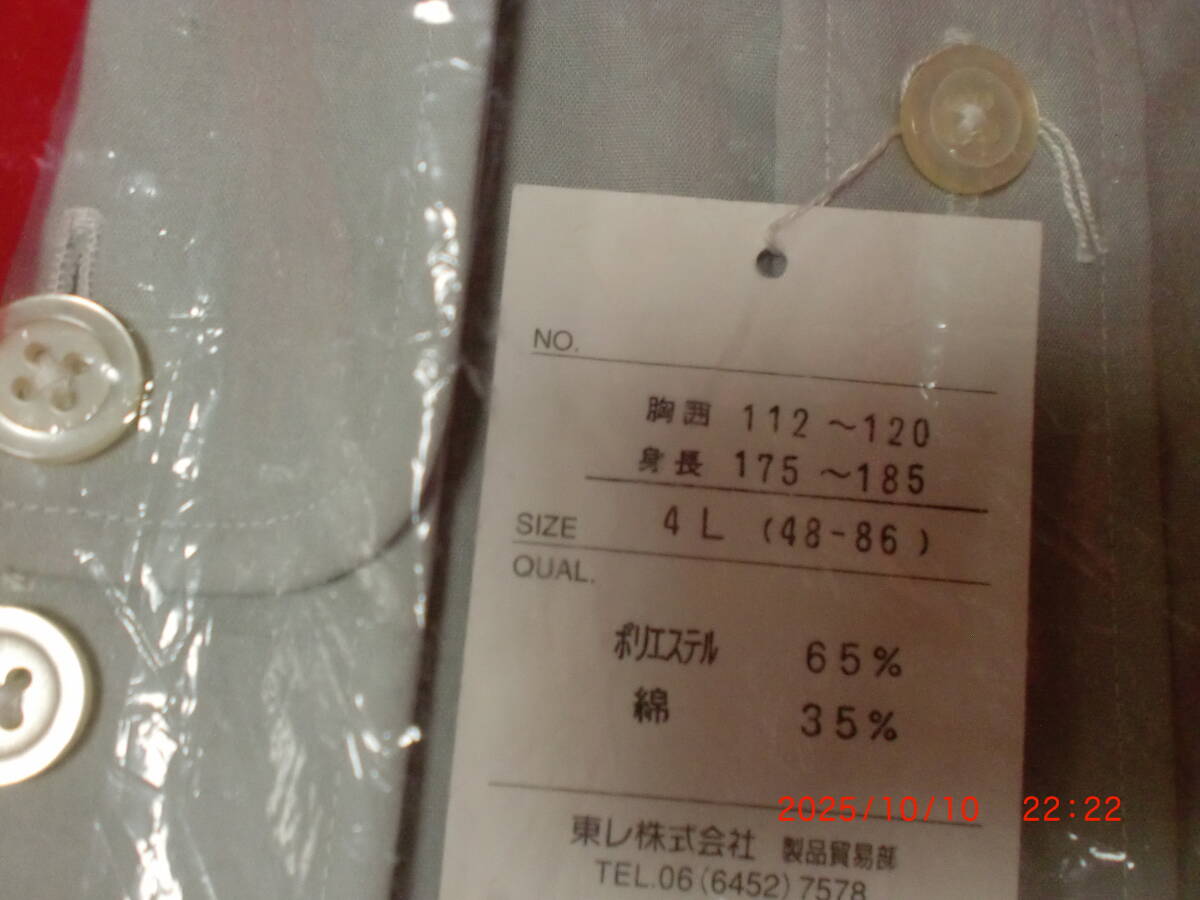 NO.
胸囲 112～120
身長 175～185
SIZE 4L (48-86)
QUAL.
ポリエステル 65%
綿 35%
2025/10/10 22:22
東レ株式会社 製品貿易部
TEL.06(6452)7578